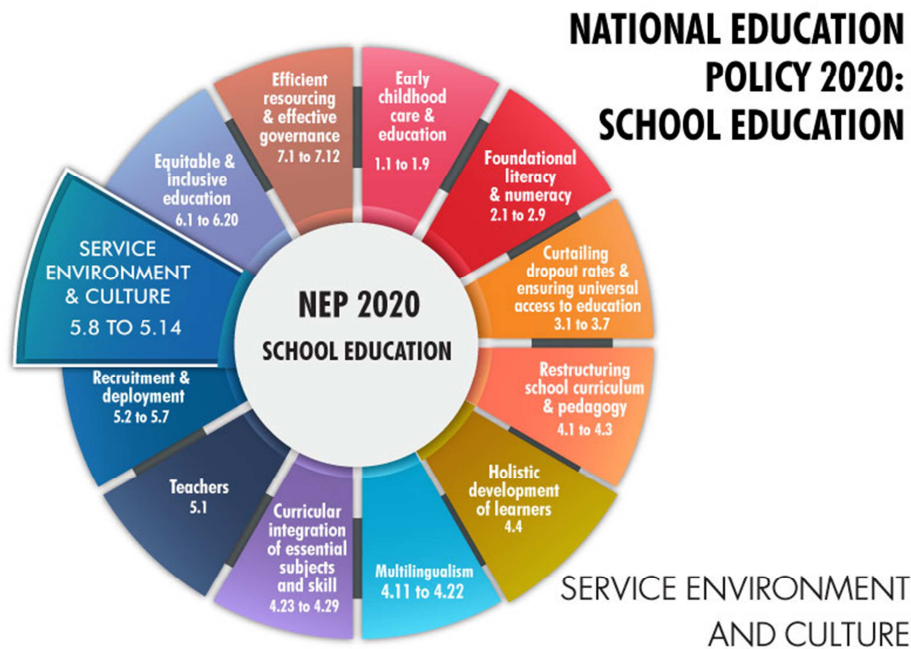 NATIONAL EDUCATION
POLICY 2020:
SCHOOL EDUCATION
Efficient
resourcing
& effective
governance
7.1 to 7.12
Early
childhood
care &
education
1.1 to 1.9
Foundational
literacy
& numeracy
2.1 to 2.9
Curtailing
dropout rates &
ensuring universal
access to education
3.1 to 3.7
Restructuring
school curriculum
& pedagogy
4.1 to 4.3
Holistic
development
of learners
4.4
Multilingualism
4.11 to 4.22
Curricular
integration
of essential
subjects
and skill
4.23 to 4.29
Teachers
5.1
Recruitment &
deployment
5.2 to 5.7
SERVICE
ENVIRONMENT
& CULTURE
5.8 TO 5.14
Equitable &
inclusive
education
6.1 to 6.20
NEP 2020
SCHOOL EDUCATION
SERVICE ENVIRONMENT
AND CULTURE